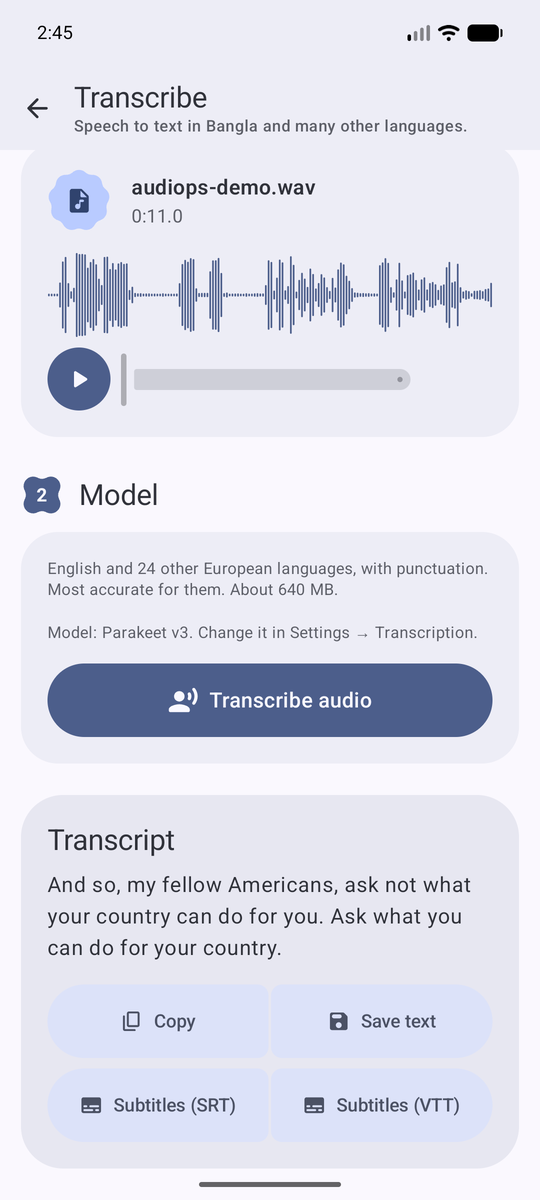 2:45
Transcribe
Speech to text in Bangla and many other languages.
audiops-demo.wav
0:11.0
2
Model
English and 24 other European languages, with punctuation.
Most accurate for them. About 640 MB.
Model: Parakeet v3. Change it in Settings → Transcription.
Transcribe audio
Transcript
And so, my fellow Americans, ask not what
your country can do for you. Ask what you
can do for your country.
Copy
Save text
Subtitles (SRT)
Subtitles (VTT)